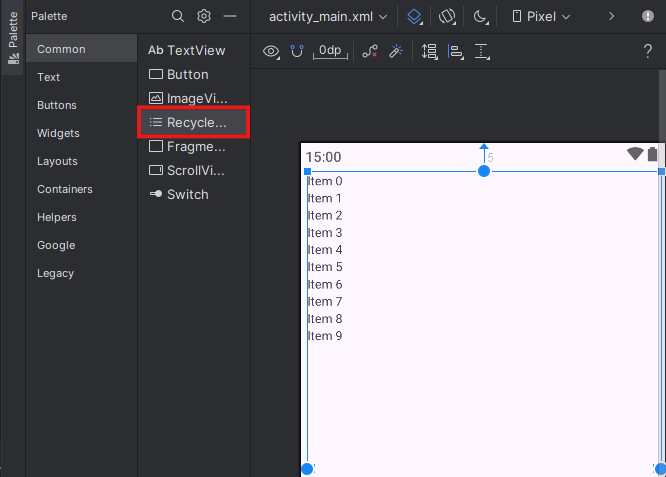 Palette
Palette
Common
Text
Buttons
Widgets
Layouts
Containers
Helpers
Google
Legacy
Ab TextView
Button
ImageVi...
Recycle...
Fragme...
ScrollVi...
Switch
activity_main.xml
Pixel
0dp
?
15:00
5
Item 0
Item 1
Item 2
Item 3
Item 4
Item 5
Item 6
Item 7
Item 8
Item 9